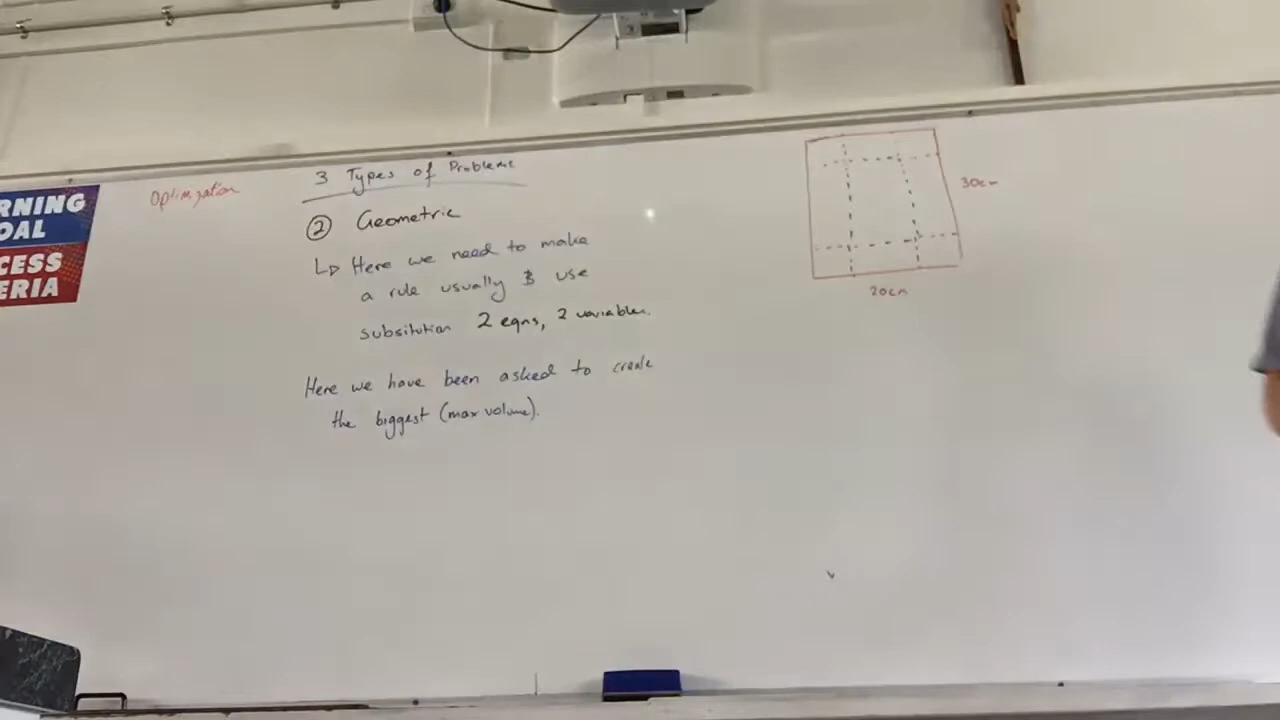 RNING
OAL
CESS
ERIA
Optimization
3 Types of Problems
② Geometric
↳ Here we need to make
a rule usually & use
subsitution 2 eqns, 2 variables.
Here we have been asked to create
the biggest (max volume).
30cm
20cm